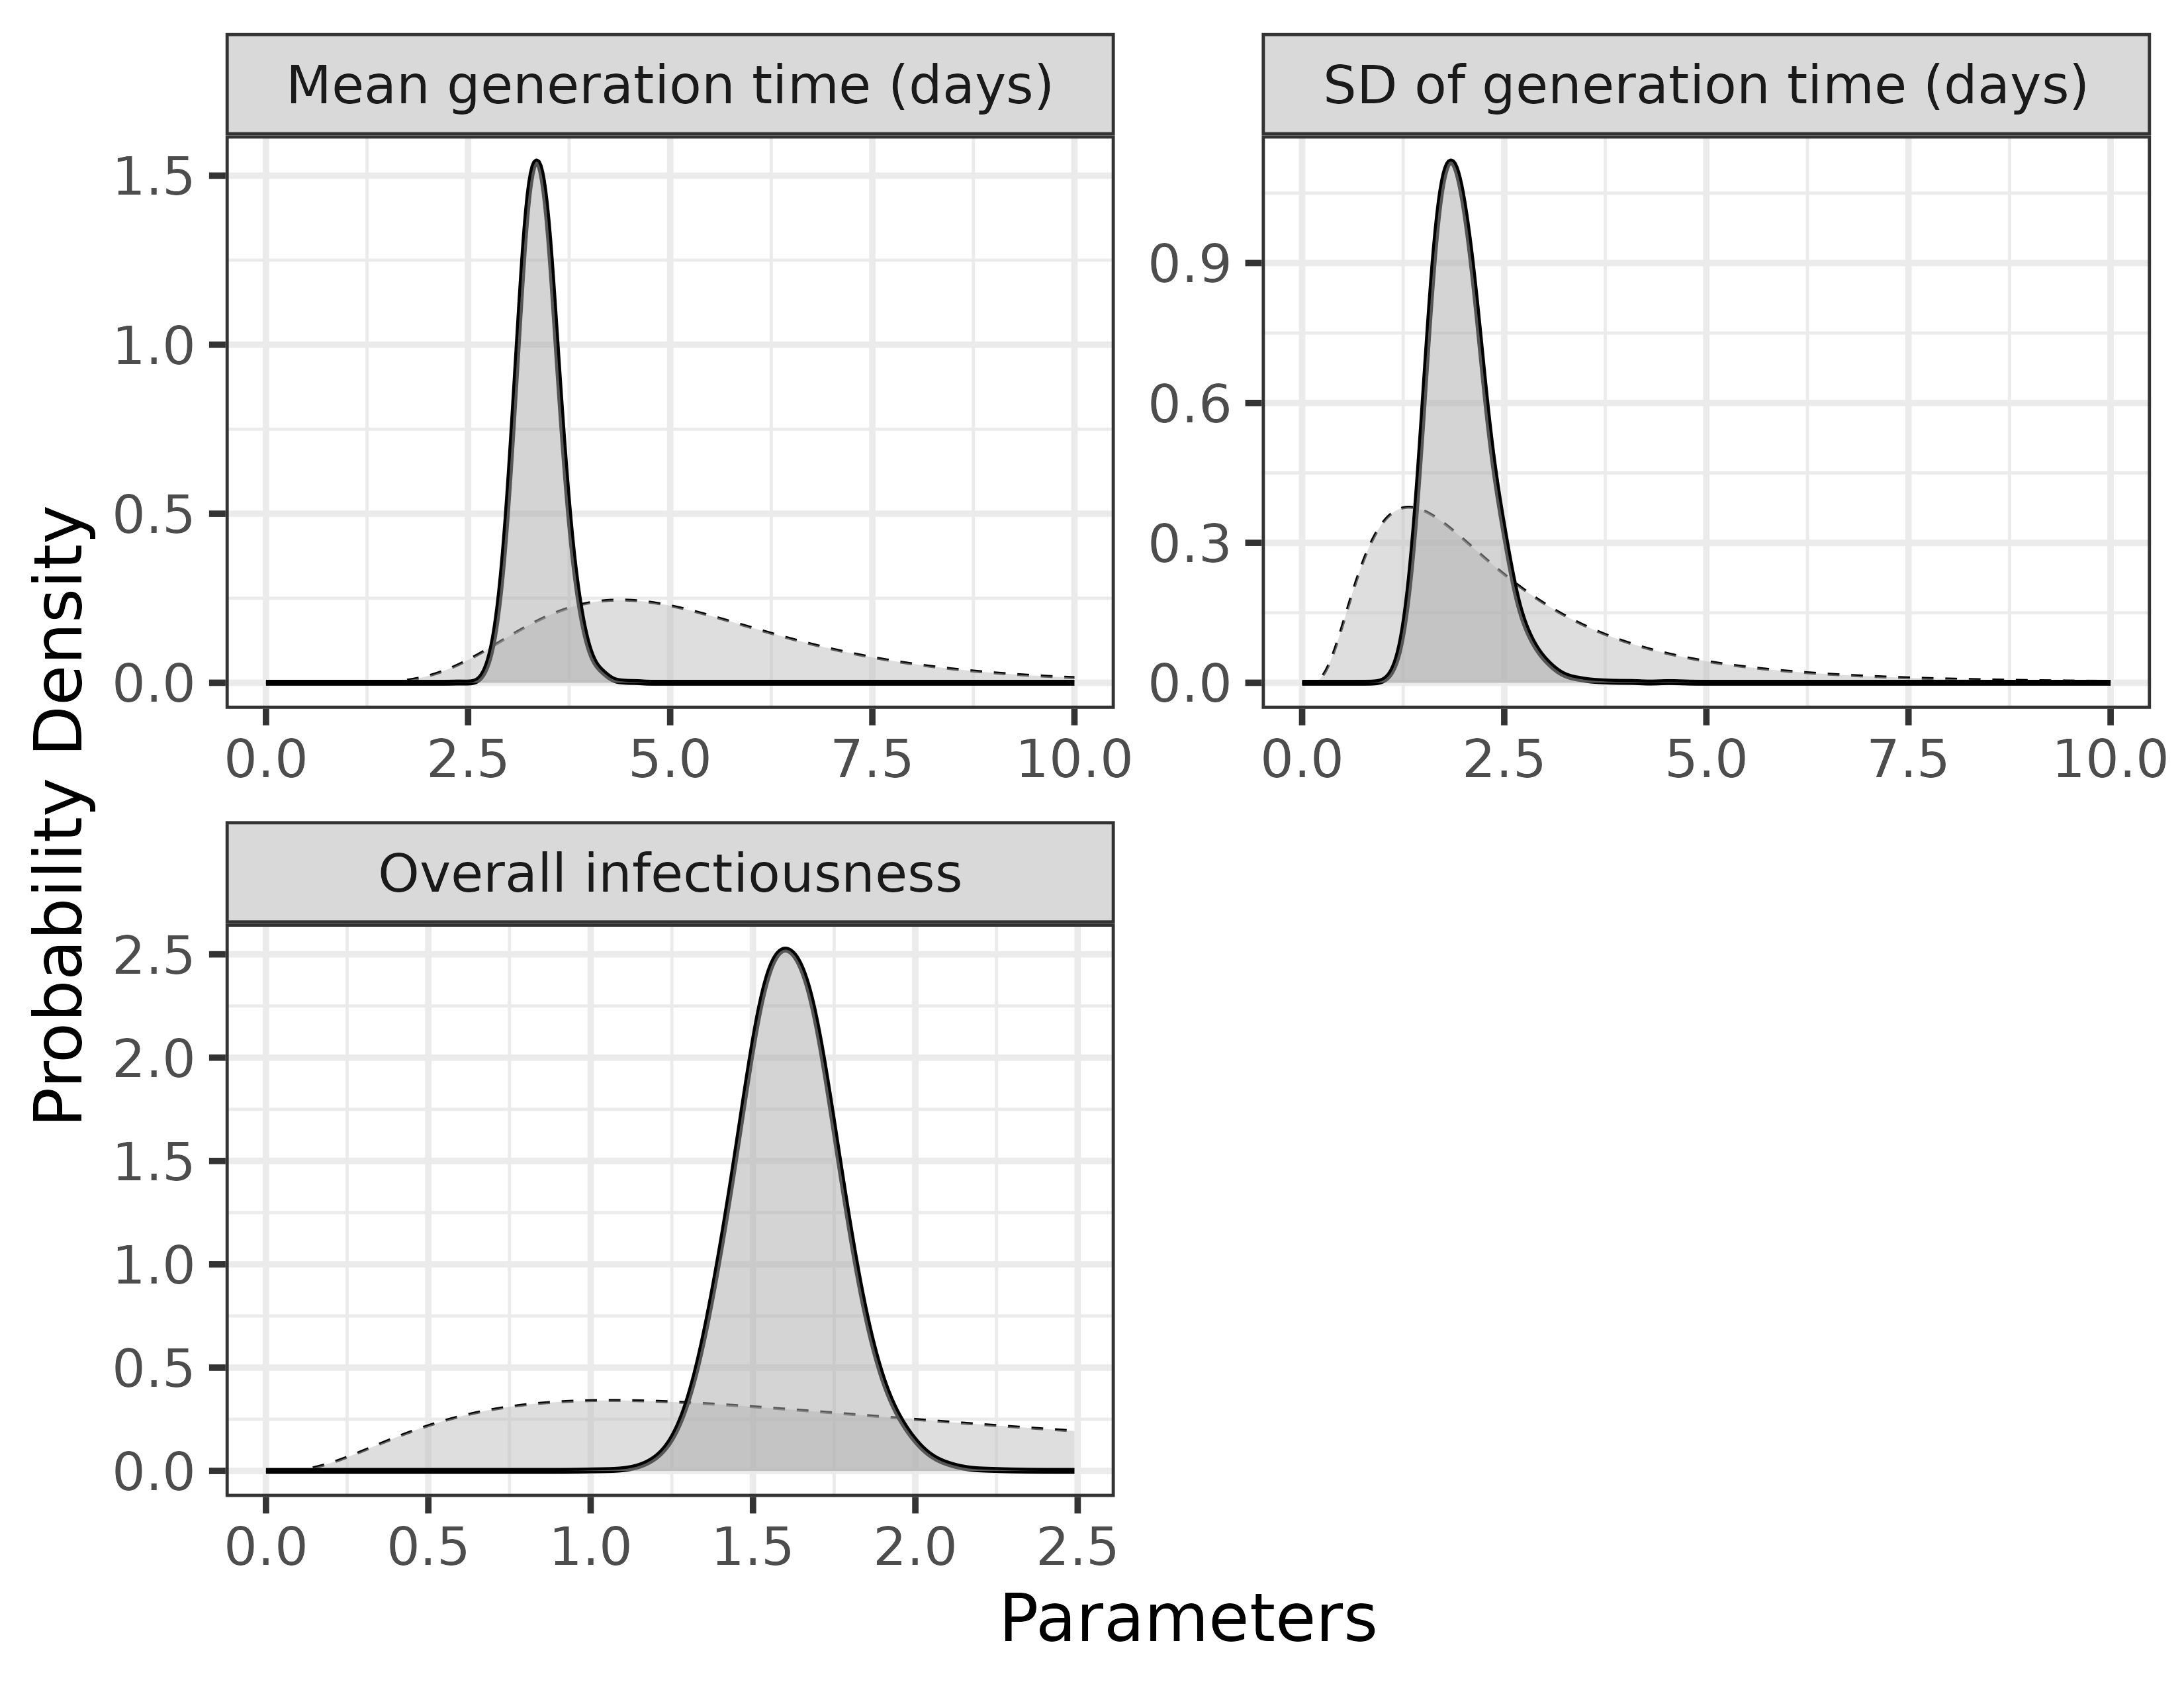 Mean generation time (days)
SD of generation time (days)
1.5
1.0
0.5
0.0
0.9
0.6
0.3
0.0
0.0 2.5 5.0 7.5 10.0
0.0 2.5 5.0 7.5 10.0
Probability Density
Overall infectiousness
2.5
2.0
1.5
1.0
0.5
0.0
0.0 0.5 1.0 1.5 2.0 2.5
Parameters